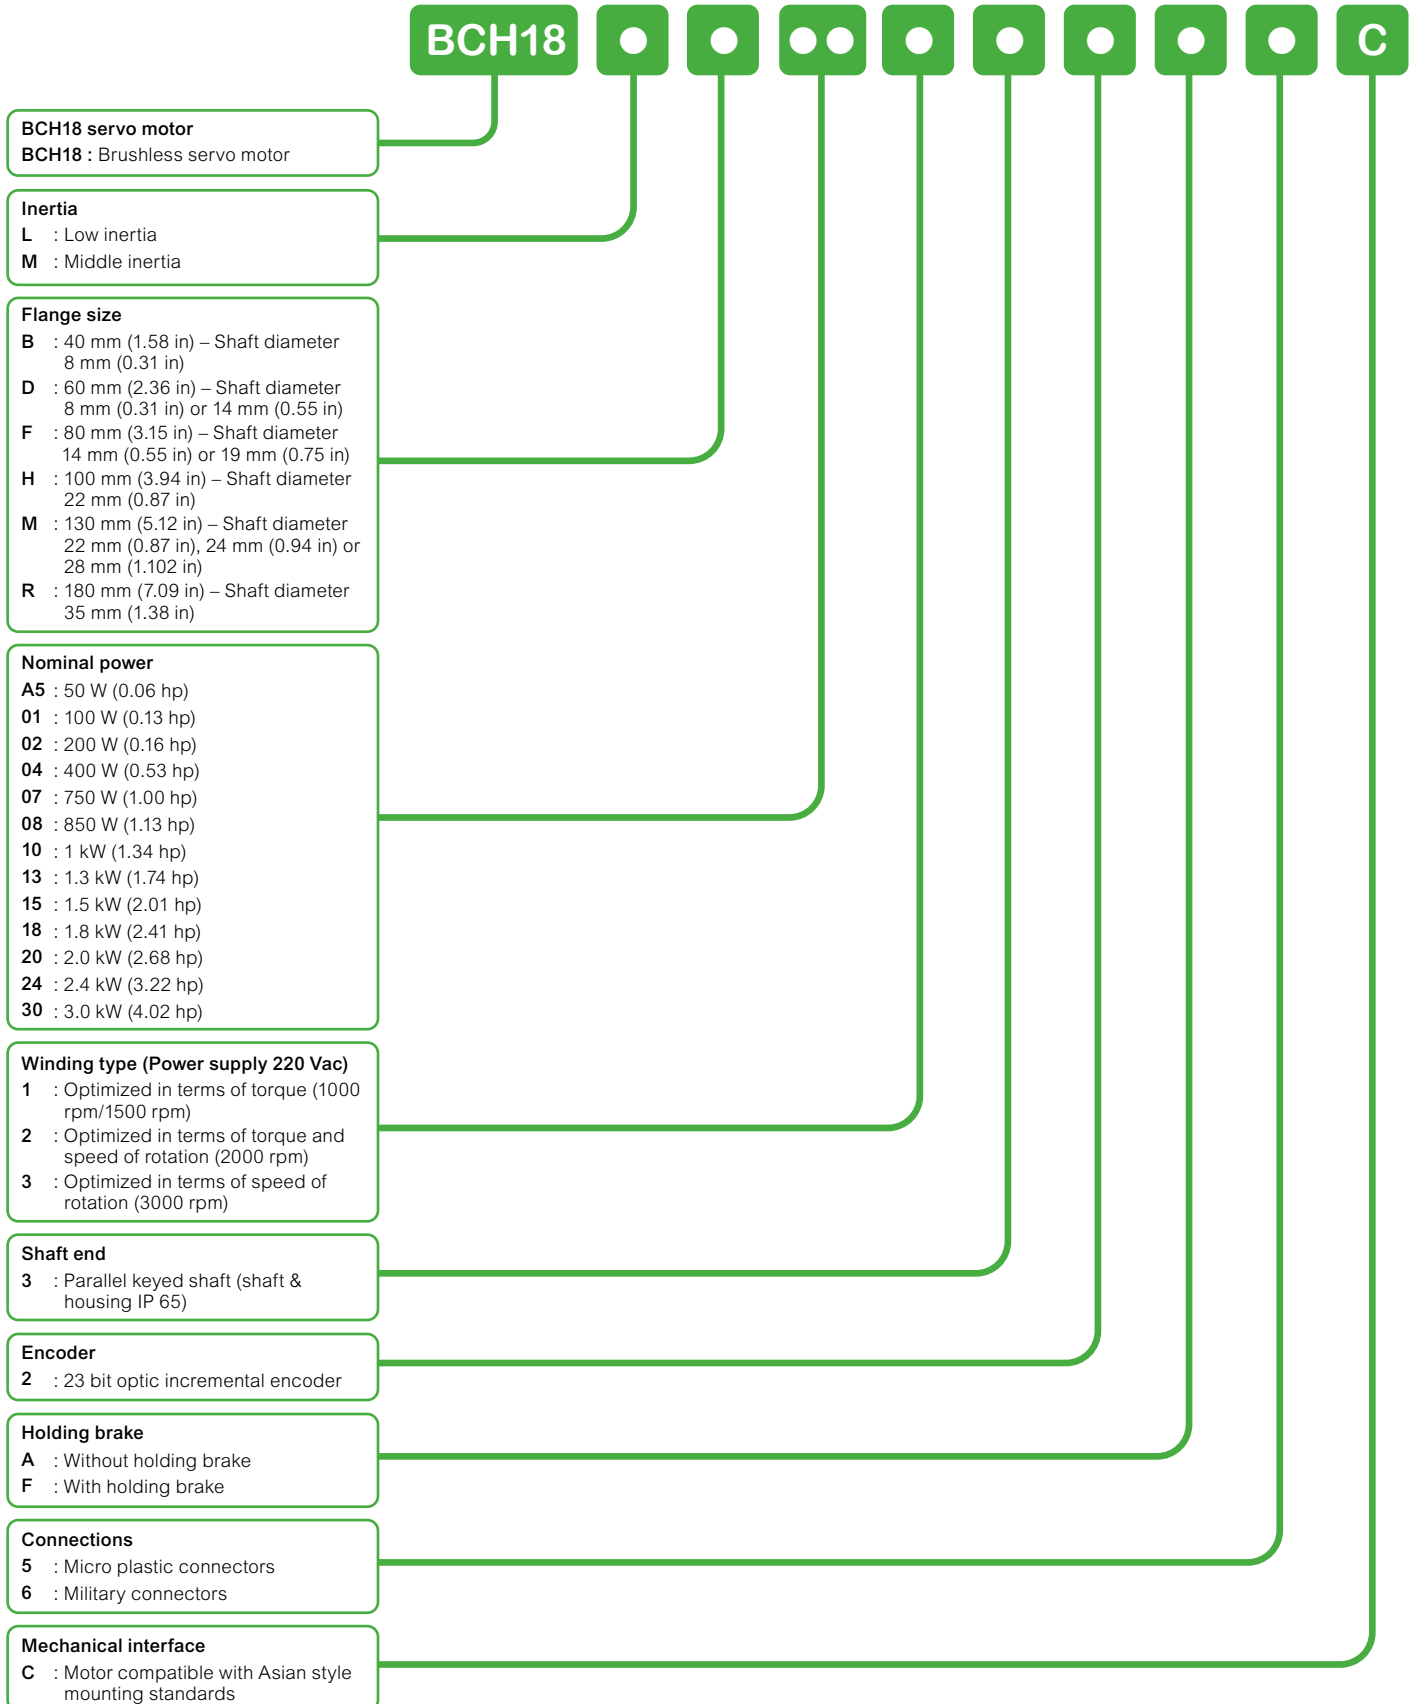 BCH18 C
BCH18 servo motor
BCH18 : Brushless servo motor
Inertia
L : Low inertia
M : Middle inertia
Flange size
B : 40 mm (1.58 in) – Shaft diameter
8 mm (0.31 in)
D : 60 mm (2.36 in) – Shaft diameter
8 mm (0.31 in) or 14 mm (0.55 in)
F : 80 mm (3.15 in) – Shaft diameter
14 mm (0.55 in) or 19 mm (0.75 in)
H : 100 mm (3.94 in) – Shaft diameter
22 mm (0.87 in)
M : 130 mm (5.12 in) – Shaft diameter
22 mm (0.87 in), 24 mm (0.94 in) or
28 mm (1.102 in)
R : 180 mm (7.09 in) – Shaft diameter
35 mm (1.38 in)
Nominal power
A5 : 50 W (0.06 hp)
01 : 100 W (0.13 hp)
02 : 200 W (0.16 hp)
04 : 400 W (0.53 hp)
07 : 750 W (1.00 hp)
08 : 850 W (1.13 hp)
10 : 1 kW (1.34 hp)
13 : 1.3 kW (1.74 hp)
15 : 1.5 kW (2.01 hp)
18 : 1.8 kW (2.41 hp)
20 : 2.0 kW (2.68 hp)
24 : 2.4 kW (3.22 hp)
30 : 3.0 kW (4.02 hp)
Winding type (Power supply 220 Vac)
1 : Optimized in terms of torque (1000
rpm/1500 rpm)
2 : Optimized in terms of torque and
speed of rotation (2000 rpm)
3 : Optimized in terms of speed of
rotation (3000 rpm)
Shaft end
3 : Parallel keyed shaft (shaft &
housing IP 65)
Encoder
2 : 23 bit optic incremental encoder
Holding brake
A : Without holding brake
F : With holding brake
Connections
5 : Micro plastic connectors
6 : Military connectors
Mechanical interface
C : Motor compatible with Asian style
mounting standards